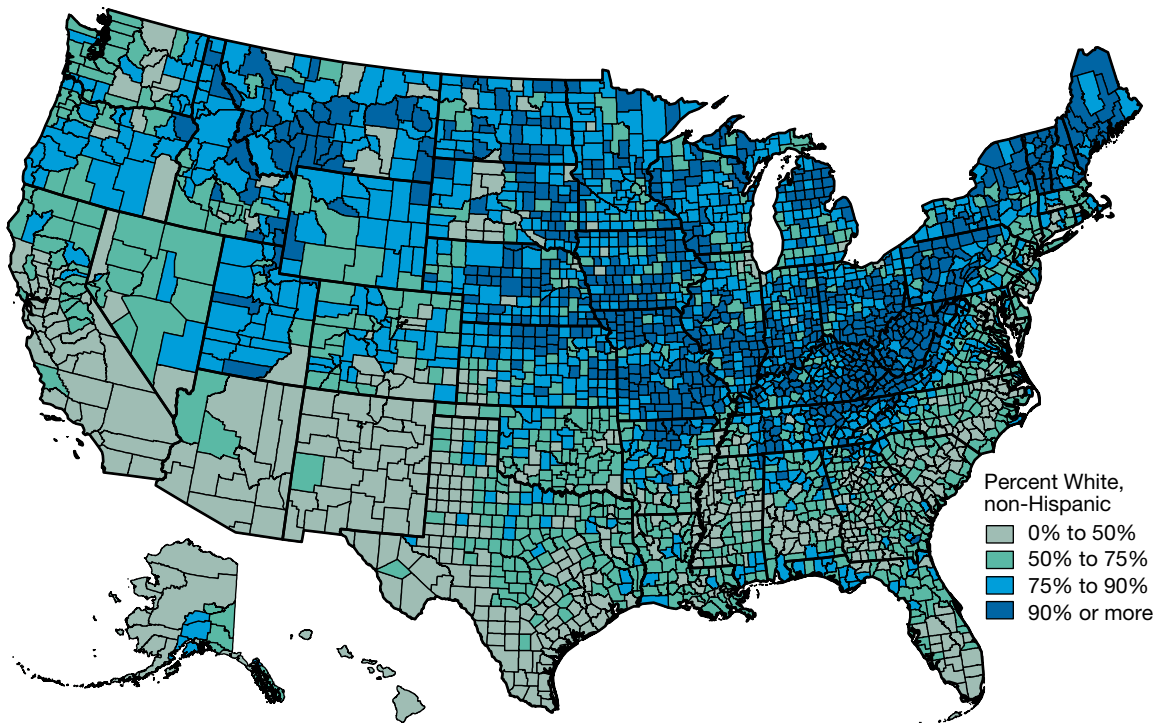 Percent White,
non-Hispanic
0% to 50%
50% to 75%
75% to 90%
90% or more